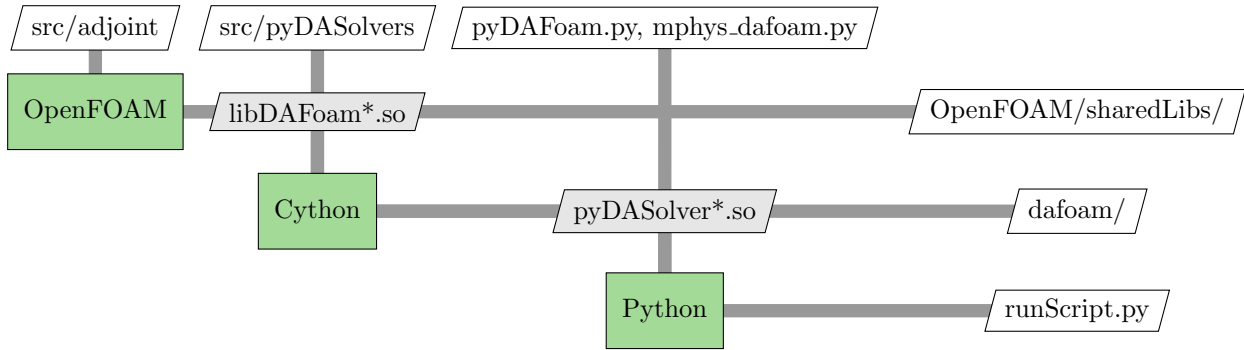 src/adjoint
src/pyDASolvers
pyDAFoam.py, mphys_dafoam.py
OpenFOAM
libDAFoam*.so
OpenFOAM/sharedLibs/
Cython
pyDASolver*.so
dafoam/
Python
runScript.py